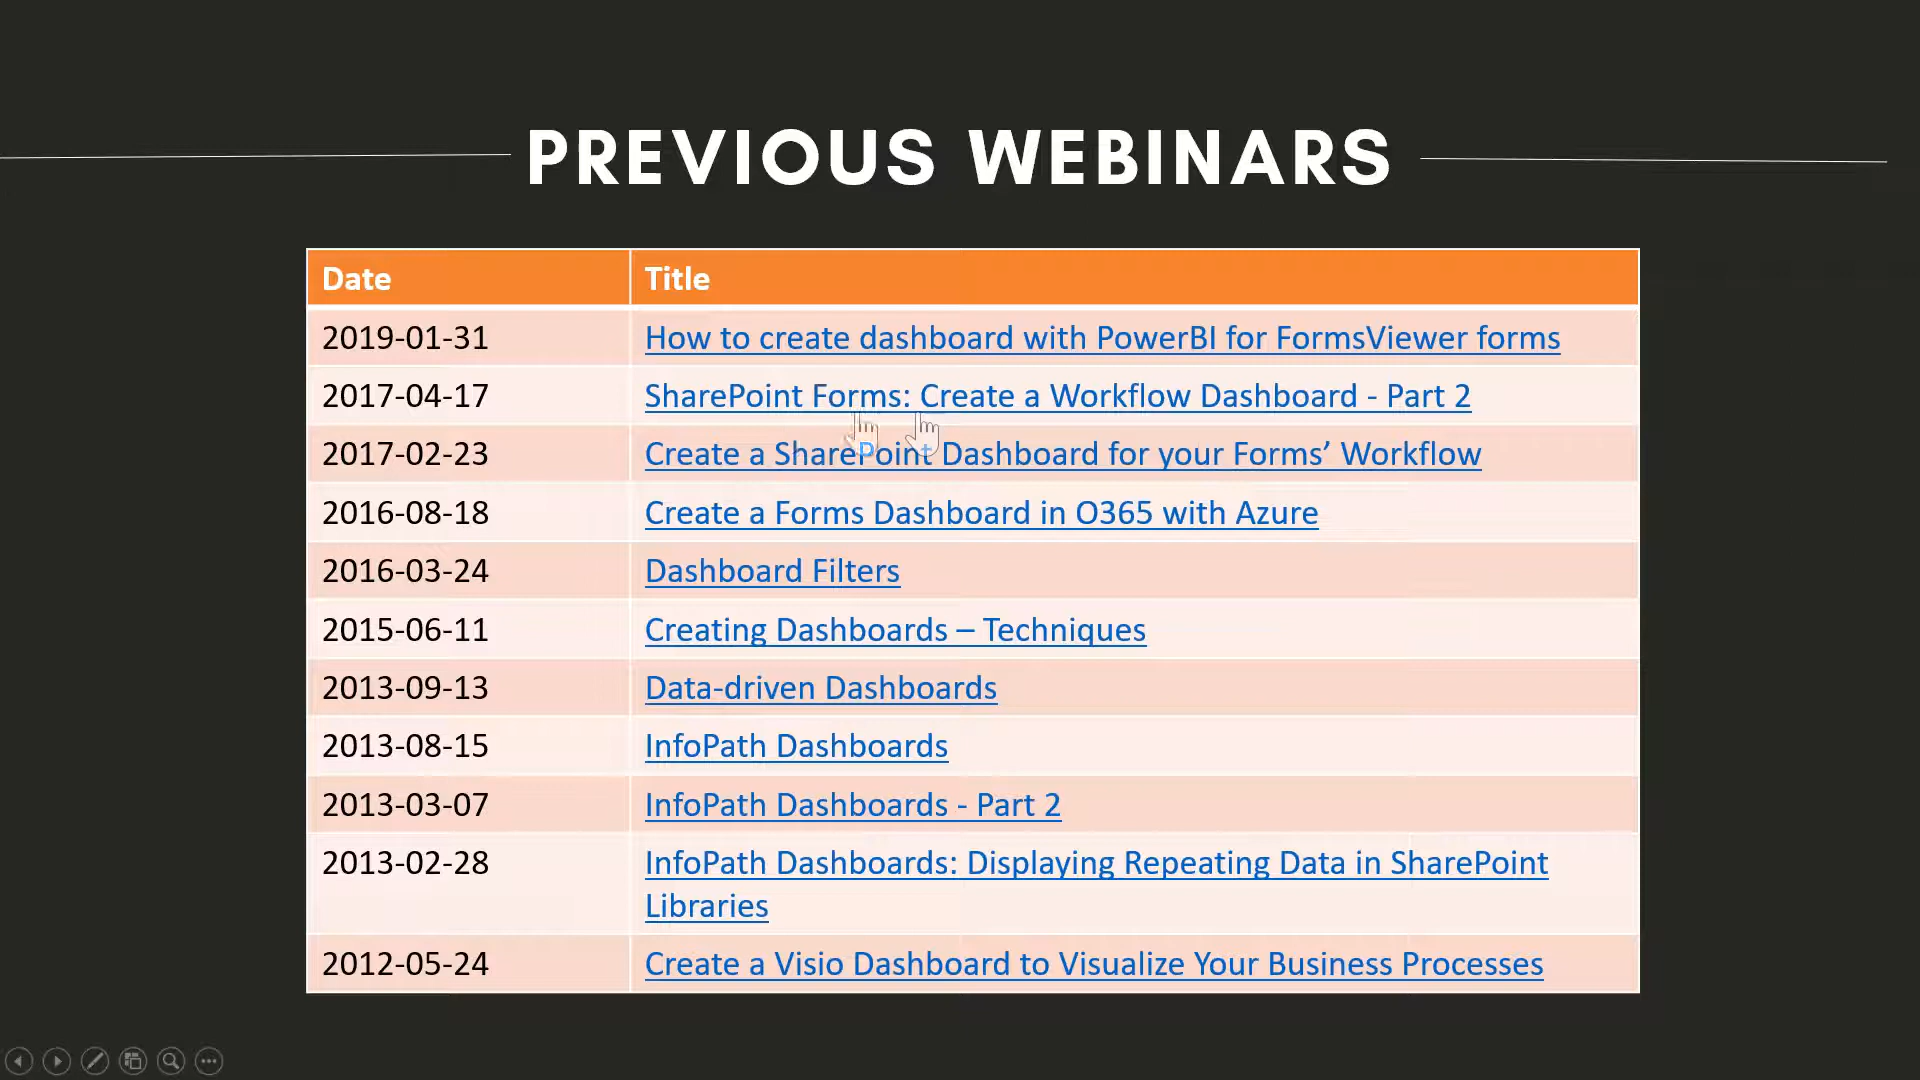 PREVIOUS WEBINARS
Date Title
2019-01-31 How to create dashboard with PowerBI for FormsViewer forms
2017-04-17 SharePoint Forms: Create a Workflow Dashboard - Part 2
2017-02-23 Create a SharePoint Dashboard for your Forms’ Workflow
2016-08-18 Create a Forms Dashboard in O365 with Azure
2016-03-24 Dashboard Filters
2015-06-11 Creating Dashboards – Techniques
2013-09-13 Data-driven Dashboards
2013-08-15 InfoPath Dashboards
2013-03-07 InfoPath Dashboards - Part 2
2013-02-28 InfoPath Dashboards: Displaying Repeating Data in SharePoint
Libraries
2012-05-24 Create a Visio Dashboard to Visualize Your Business Processes